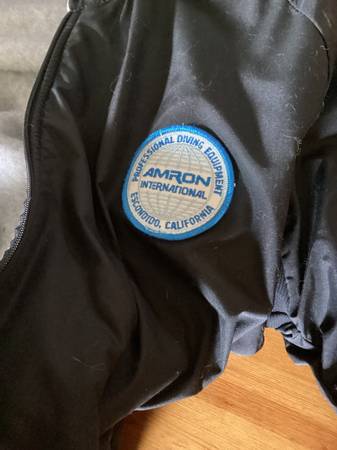 PROFESSIONAL DIVING EQUIPMENT
AMRON
INTERNATIONAL
ESCONDIDO, CALIFORNIA